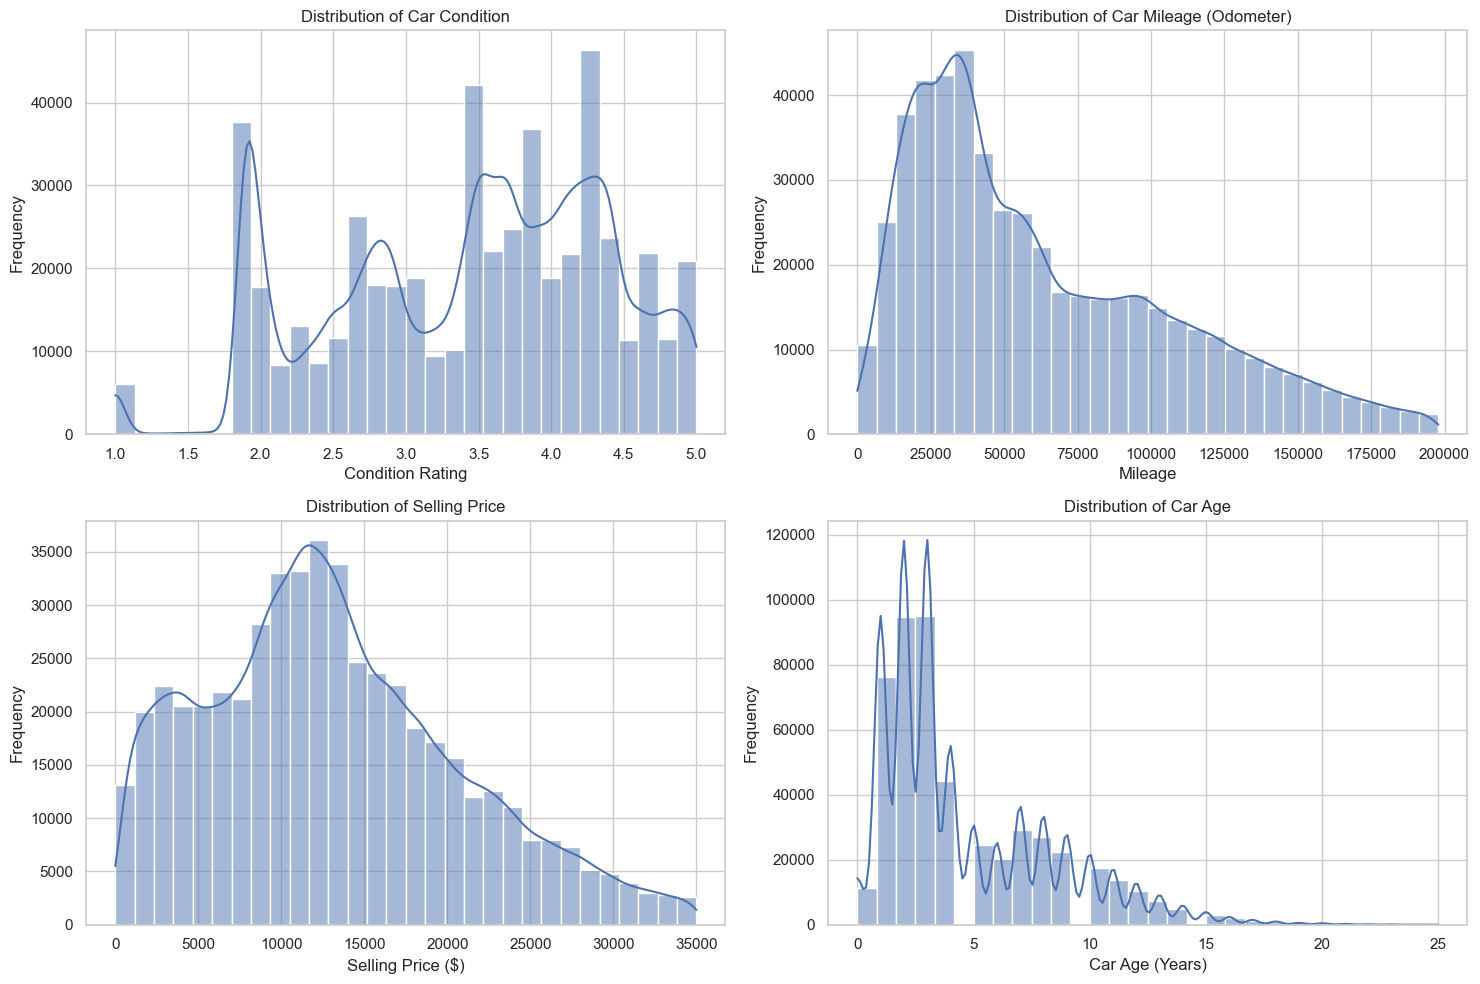 Distribution of Car Condition
Frequency
40000
30000
20000
10000
0
1.0 1.5 2.0 2.5 3.0 3.5 4.0 4.5 5.0
Condition Rating
Distribution of Car Mileage (Odometer)
Frequency
40000
30000
20000
10000
0
0 25000 50000 75000 100000 125000 150000 175000 200000
Mileage
Distribution of Selling Price
Frequency
35000
30000
25000
20000
15000
10000
5000
0
0 5000 10000 15000 20000 25000 30000 35000
Selling Price ($)
Distribution of Car Age
Frequency
120000
100000
80000
60000
40000
20000
0
0 5 10 15 20 25
Car Age (Years)